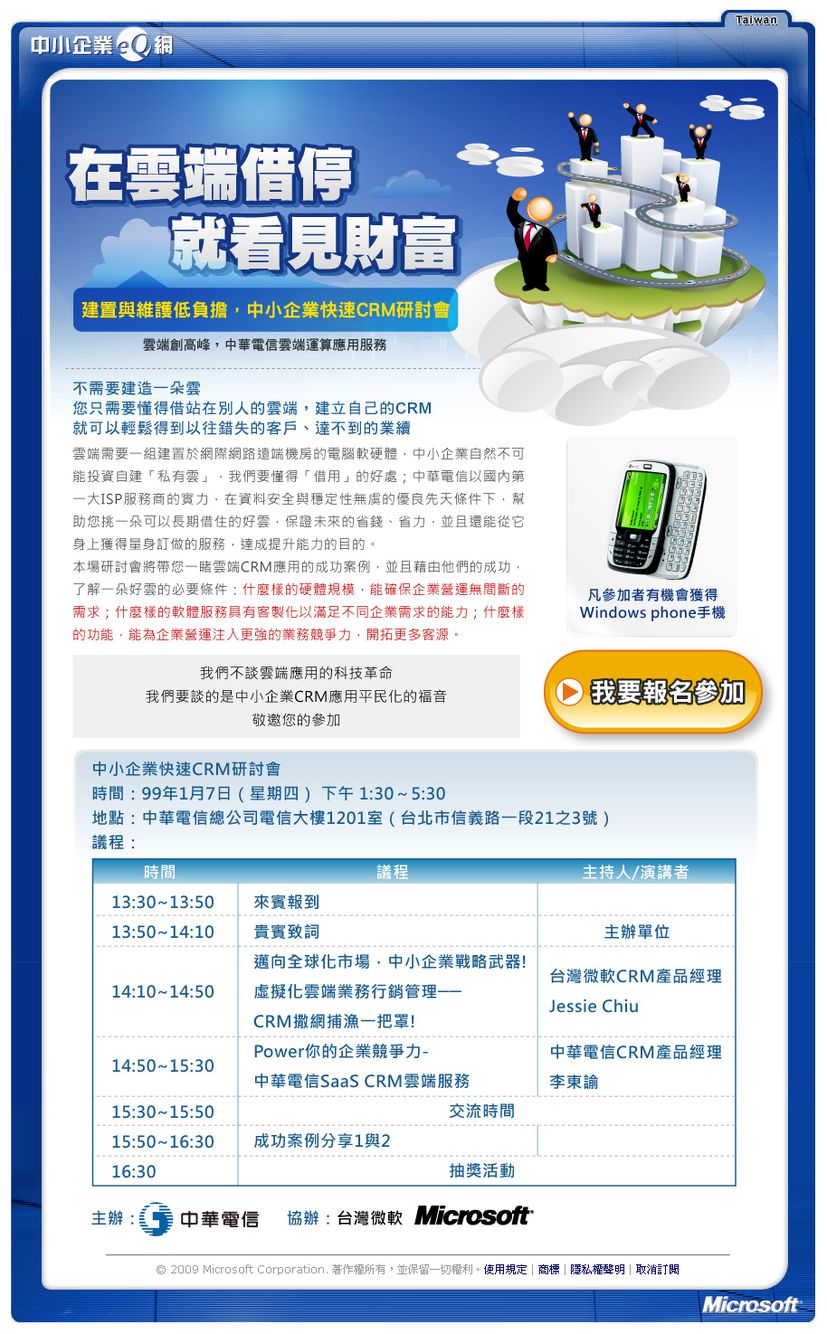 Taiwan
中小企業eQ網
在雲端借停
就看見財富
建置與維護低負擔，中小企業快速CRM研討會
雲端創高峰，中華電信雲端運算應用服務
不需要建造一朵雲
您只需要懂得借站在別人的雲端，建立自己的CRM
就可以輕鬆得到以往錯失的客戶、達不到的業績
雲端需要一組建置於網際網路遠端機房的電腦軟硬體，中小企業自然不可
能投資自建「私有雲」，我們要懂得「借用」的好處；中華電信以國內第
一大ISP服務商的實力，在資料安全與穩定性無虞的優良先天條件下，幫
助您挑一朵可以長期借住的好雲，保證未來的省錢、省力，並且還能從它
身上獲得量身訂做的服務，達成提升能力的目的。
本場研討會將帶您一睹雲端CRM應用的成功案例，並且藉由他們的成功，
了解一朵好雲的必要條件：什麼樣的硬體規模，能確保企業營運無間斷的
需求；什麼樣的軟體服務具有客製化以滿足不同企業需求的能力；什麼樣
的功能，能為企業營運注入更強的業務競爭力，開拓更多客源。
凡參加者有機會獲得
Windows phone手機
我們不談雲端應用的科技革命
我們要談的是中小企業CRM應用平民化的福音
敬邀您的參加
我要報名參加
中小企業快速CRM研討會
時間：99年1月7日（星期四） 下午 1:30～5:30
地點：中華電信總公司電信大樓1201室（台北市信義路一段21之3號）
議程：
時間 議程 主持人/演講者
13:30~13:50 來賓報到
13:50~14:10 貴賓致詞 主辦單位
14:10~14:50 邁向全球化市場，中小企業戰略武器!
虛擬化雲端業務行銷管理──
CRM撒網捕漁一把罩!
台灣微軟CRM產品經理
Jessie Chiu
14:50~15:30 Power你的企業競爭力-
中華電信SaaS CRM雲端服務
中華電信CRM產品經理
李東諭
15:30~15:50 交流時間
15:50~16:30 成功案例分享1與2
16:30 抽獎活動
主辦：中華電信 協辦：台灣微軟 Microsoft
© 2009 Microsoft Corporation. 著作權所有，並保留一切權利。使用規定 | 商標 | 隱私權聲明 | 取消訂閱
Microsoft